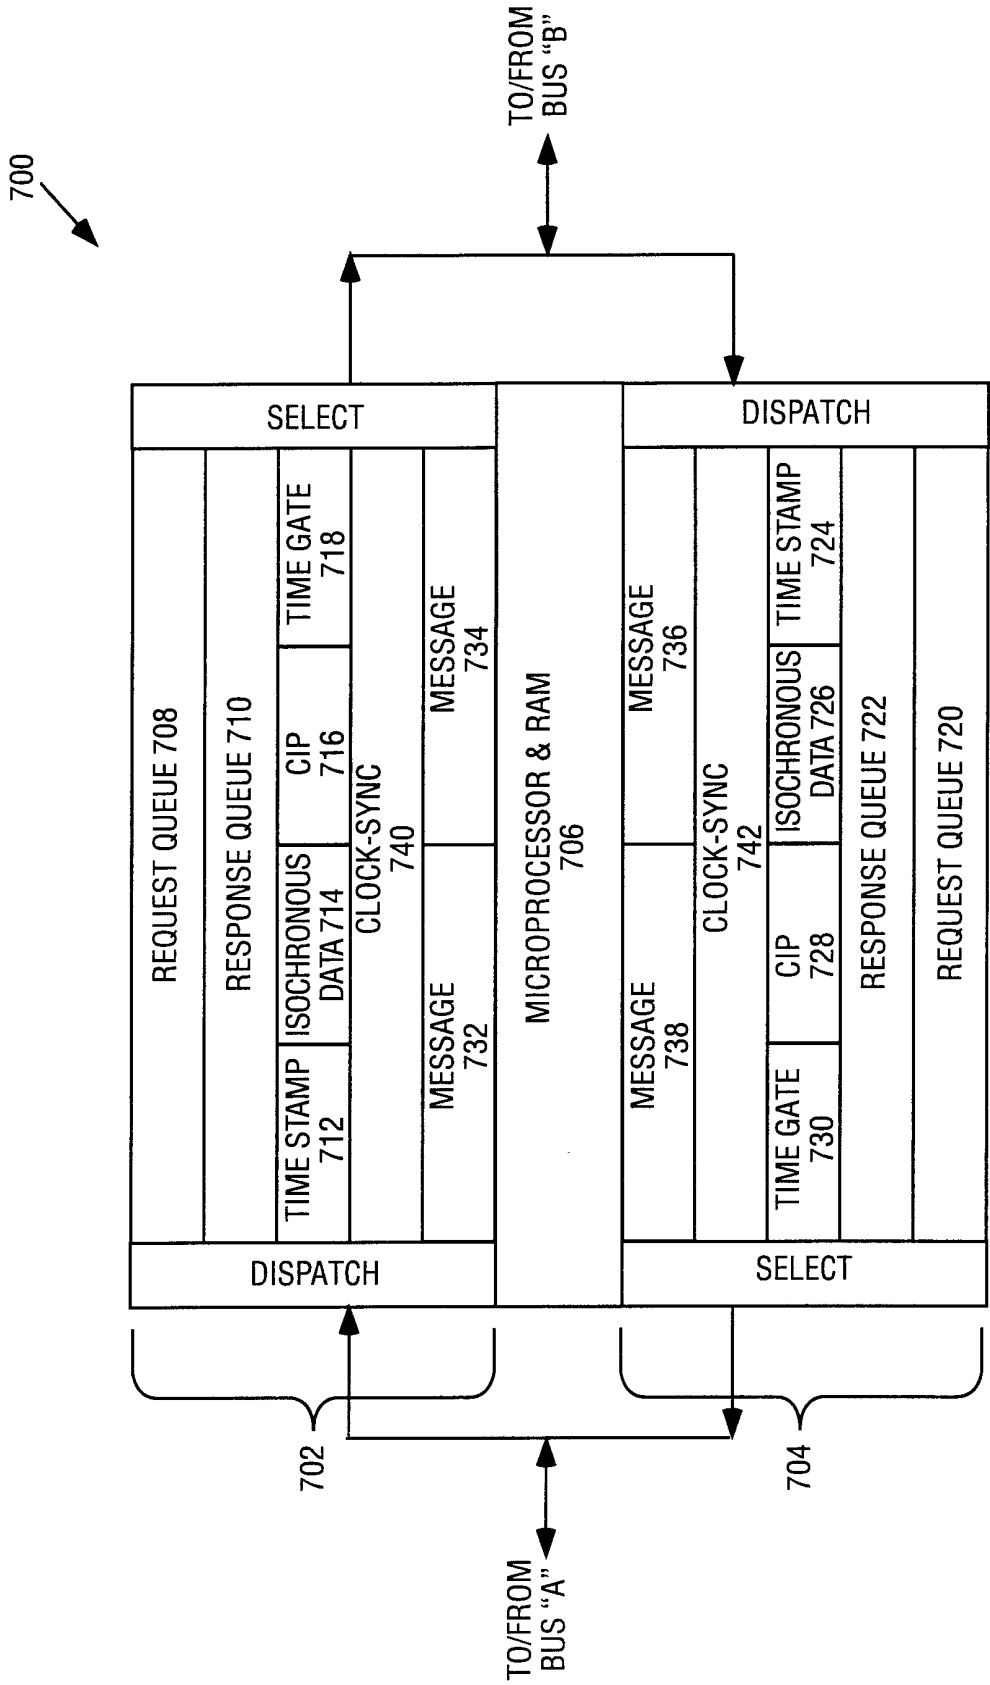 700
TO/FROM
BUS "A"
TO/FROM
BUS "B"
702
DISPATCH
REQUEST QUEUE 708
RESPONSE QUEUE 710
TIME STAMP
712
ISOCHRONOUS
DATA 714
CIP
716
TIME GATE
718
CLOCK-SYNC
740
MESSAGE
732
MESSAGE
734
SELECT
MICROPROCESSOR & RAM
706
704
SELECT
MESSAGE
738
MESSAGE
736
CLOCK-SYNC
742
TIME GATE
730
CIP
728
ISOCHRONOUS
DATA 726
TIME STAMP
724
RESPONSE QUEUE 722
REQUEST QUEUE 720
DISPATCH